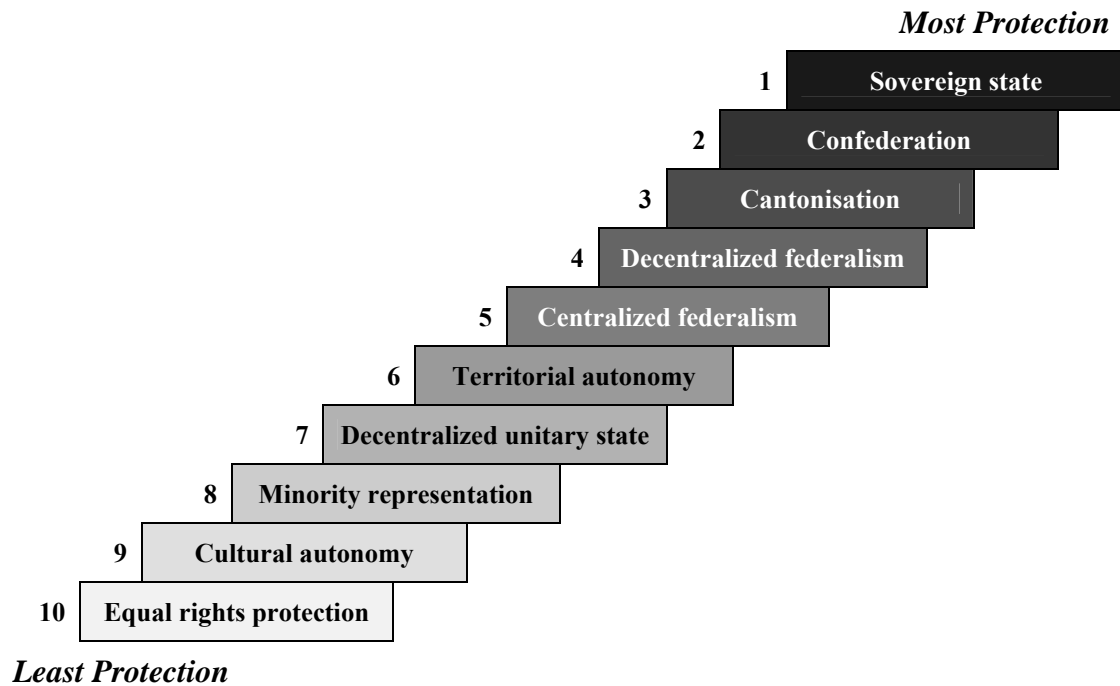 Most Protection
1 Sovereign state
2 Confederation
3 Cantonisation
4 Decentralized federalism
5 Centralized federalism
6 Territorial autonomy
7 Decentralized unitary state
8 Minority representation
9 Cultural autonomy
10 Equal rights protection
Least Protection